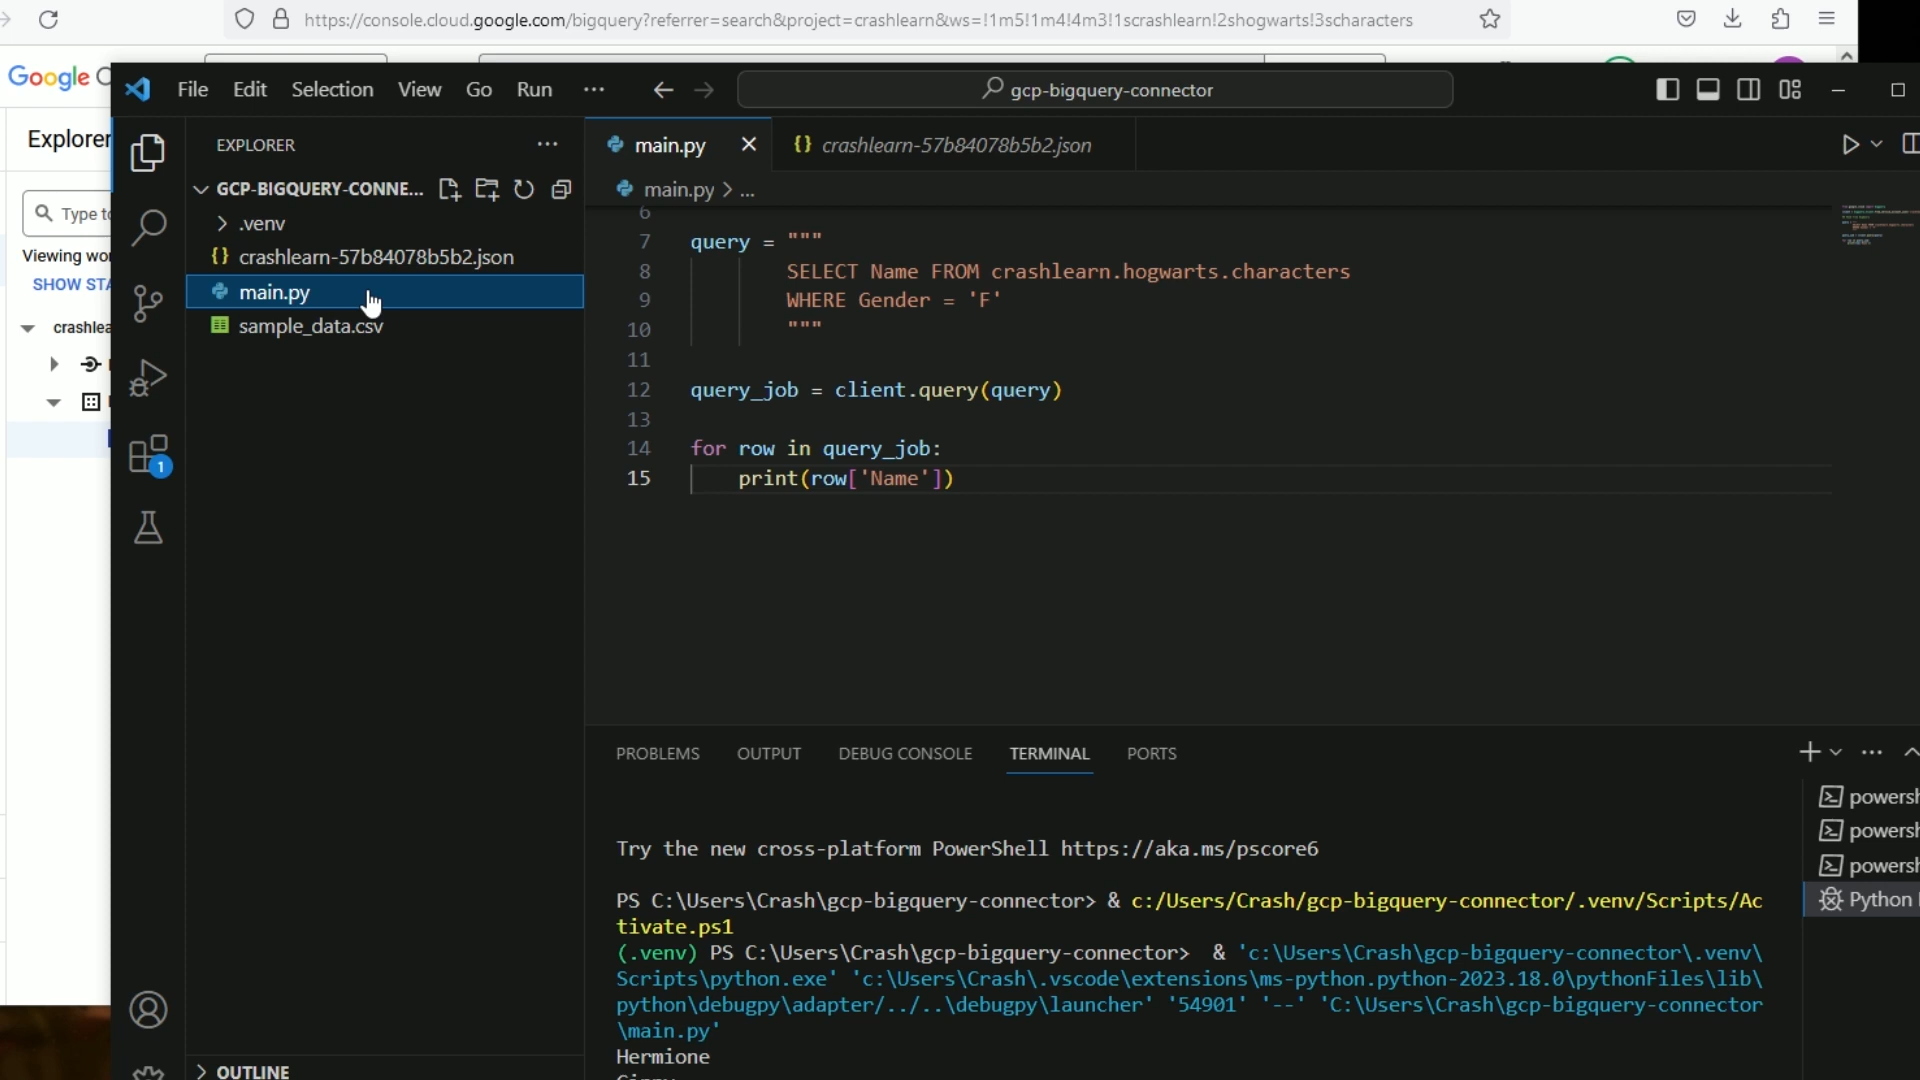 https://console.cloud.google.com/bigquery?referrer=search&project=crashlearn&ws=!1m5!1m4!4m3!1scrashlearn!2shogwarts!3scharacters
Google
File Edit Selection View Go Run ···
gcp-bigquery-connector
Explorer
EXPLORER ···
main.py
crashlearn-57b84078b5b2.json
GCP-BIGQUERY-CONNE...
main.py > ...
Type
Viewing
SHOW
.venv
crashlearn-57b84078b5b2.json
main.py
sample_data.csv
6
7 query = """
8 SELECT Name FROM crashlearn.hogwarts.characters
9 WHERE Gender = 'F'
10 """
11
12 query_job = client.query(query)
13
14 for row in query_job:
15 print(row['Name'])
1
PROBLEMS OUTPUT DEBUG CONSOLE TERMINAL PORTS
Try the new cross-platform PowerShell https://aka.ms/pscore6
PS C:\Users\Crash\gcp-bigquery-connector> & c:/Users/Crash/gcp-bigquery-connector/.venv/Scripts/Ac
tivate.ps1
(.venv) PS C:\Users\Crash\gcp-bigquery-connector>  & 'c:\Users\Crash\gcp-bigquery-connector\.venv\
Scripts\python.exe' 'c:\Users\Crash\.vscode\extensions\ms-python.python-2023.18.0\pythonFiles\lib\
python\debugpy\adapter/../..\debugpy\launcher' '54901' '--' 'C:\Users\Crash\gcp-bigquery-connector
\main.py'
Hermione
powersh
powersh
powersh
Python
OUTLINE